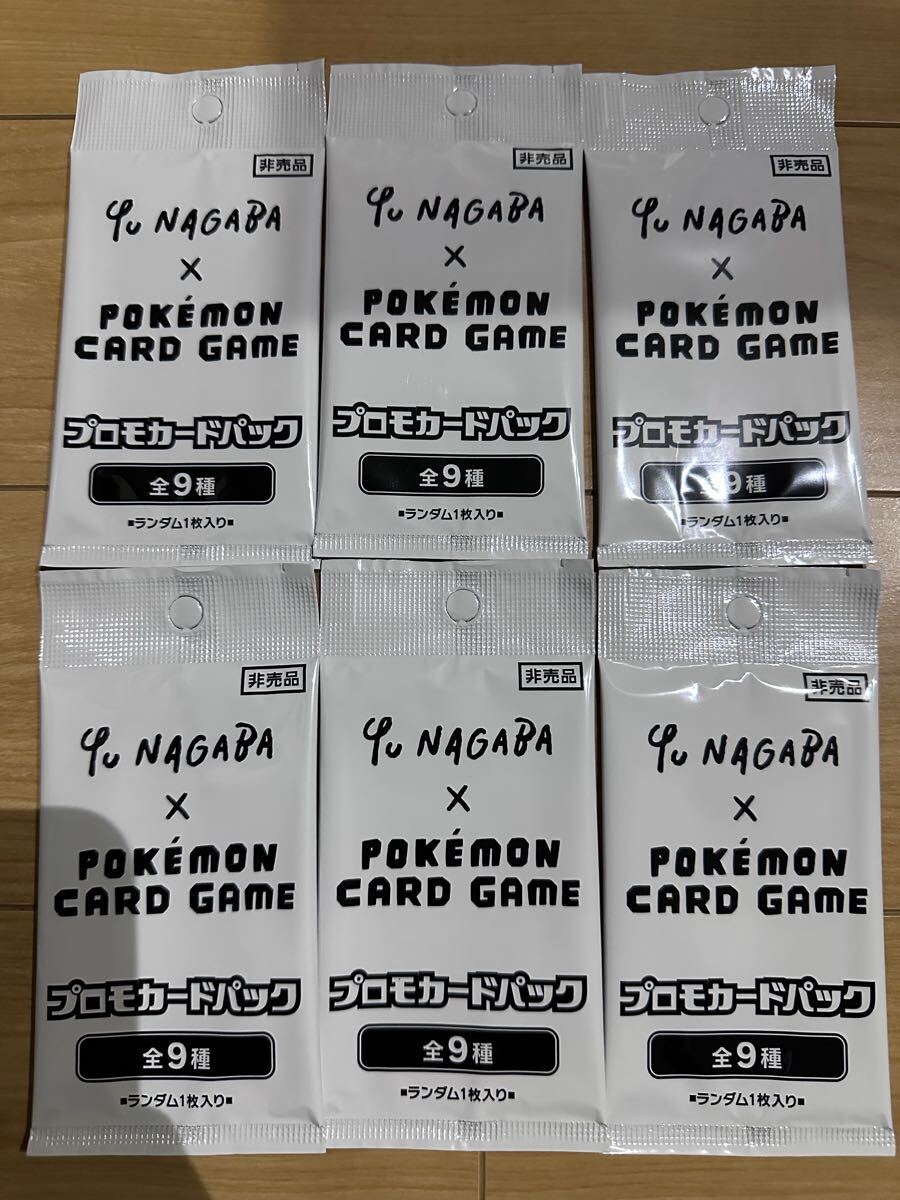 非売品
Yu NAGABA
×
POKÉMON
CARD GAME
プロモカードパック
全9種
■ランダム1枚入り■
非売品
Yu NAGABA
×
POKÉMON
CARD GAME
プロモカードパック
全9種
■ランダム1枚入り■
非売品
Yu NAGABA
×
POKÉMON
CARD GAME
プロモカードパック
全9種
■ランダム1枚入り■
非売品
Yu NAGABA
×
POKÉMON
CARD GAME
プロモカードパック
全9種
■ランダム1枚入り■
非売品
Yu NAGABA
×
POKÉMON
CARD GAME
プロモカードパック
全9種
■ランダム1枚入り■
非売品
Yu NAGABA
×
POKÉMON
CARD GAME
プロモカードパック
全9種
■ランダム1枚入り■